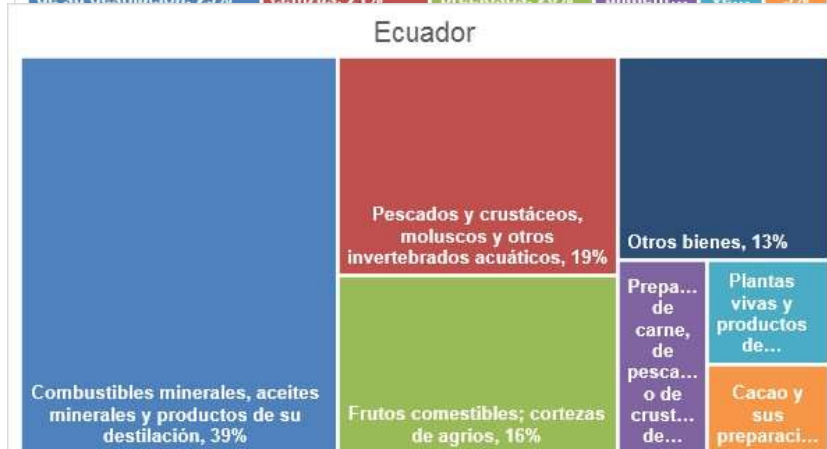 Ecuador
Combustibles minerales, aceites
minerales y productos de su
destilación, 39%
Pescados y crustáceos,
moluscos y otros
invertebrados acuáticos, 19%
Frutos comestibles; cortezas
de agrios, 16%
Otros bienes, 13%
Prepa...
de
carne,
de
pesca...
o de
crust...
de...
Plantas
vivas y
productos
de...
Cacao y
sus
preparaci...